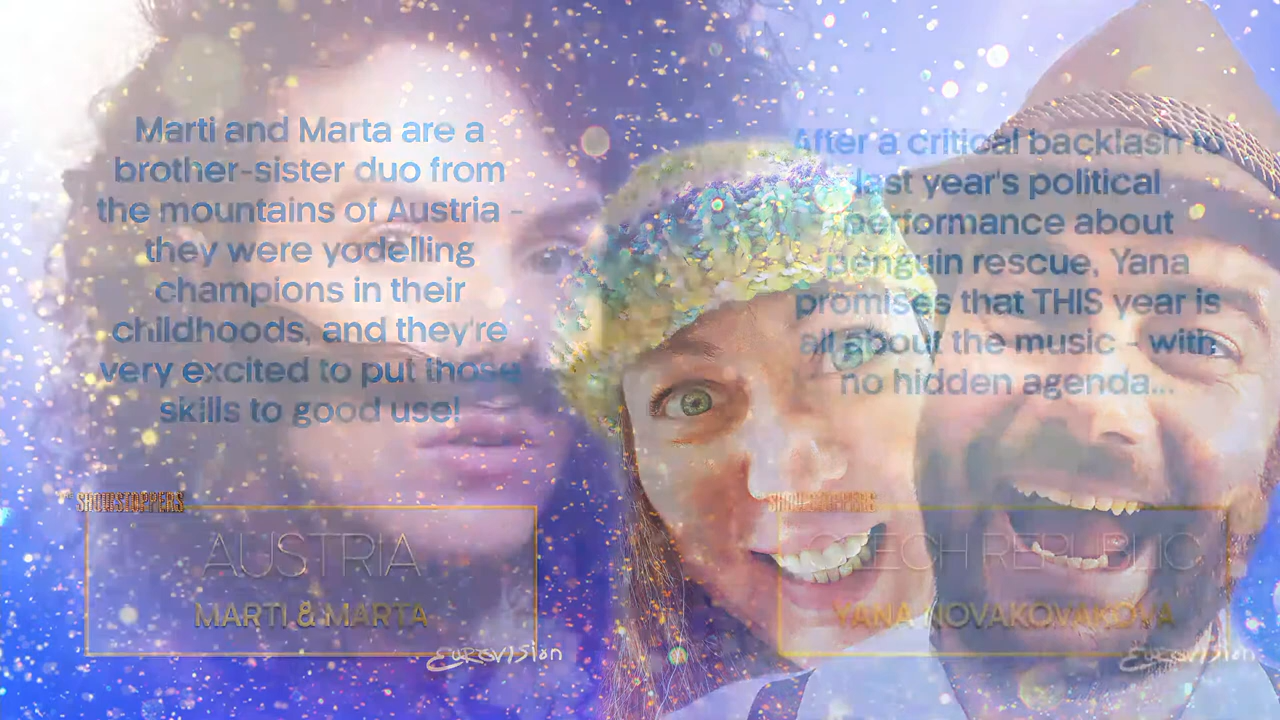 Marti and Marta are a
brother-sister duo from
the mountains of Austria -
they were yodelling
champions in their
childhoods, and they're
very excited to put those
skills to good use!
THE SHOWSTOPPERS
AUSTRIA
MARTI & MARTA
EUROVISIon
After a critical backlash to
last year's political
performance about
penguin rescue, Yana
promises that THIS year is
all about the music - with
no hidden agenda...
SHOWSTOPPERS
CZECH REPUBLIC
YANA NOVAKOVAKOVA
EUROVISIon